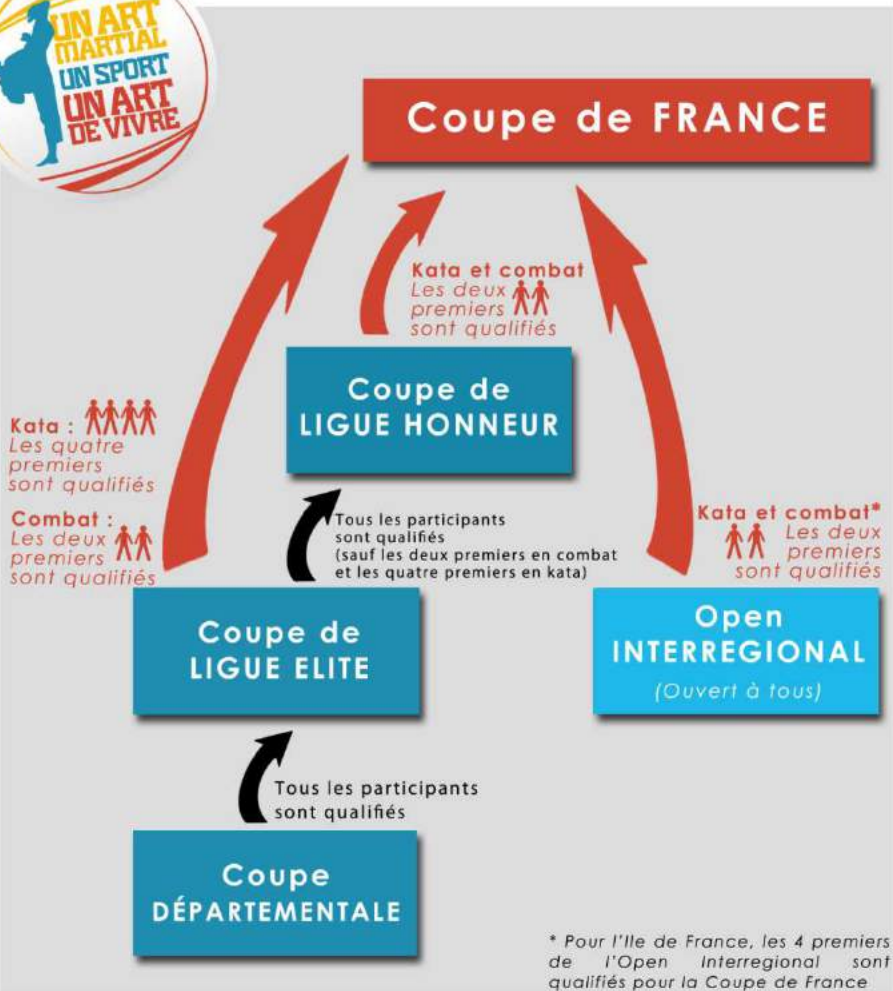 UN ART
MARTIAL
UN SPORT
UN ART
DE VIVRE
Coupe de FRANCE
Kata et combat
Les deux
premiers
sont qualifiés
Coupe de
LIGUE HONNEUR
Kata :
Les quatre
premiers
sont qualifiés
Combat :
Les deux
premiers
sont qualifiés
Tous les participants
sont qualifiés
(sauf les deux premiers en combat
et les quatre premiers en kata)
Kata et combat*
Les deux
premiers
sont qualifiés
Coupe de
LIGUE ELITE
Open
INTERREGIONAL
(Ouvert à tous)
Tous les participants
sont qualifiés
Coupe
DÉPARTEMENTALE
* Pour l'Ile de France, les 4 premiers
de l'Open Interregional sont
qualifiés pour la Coupe de France